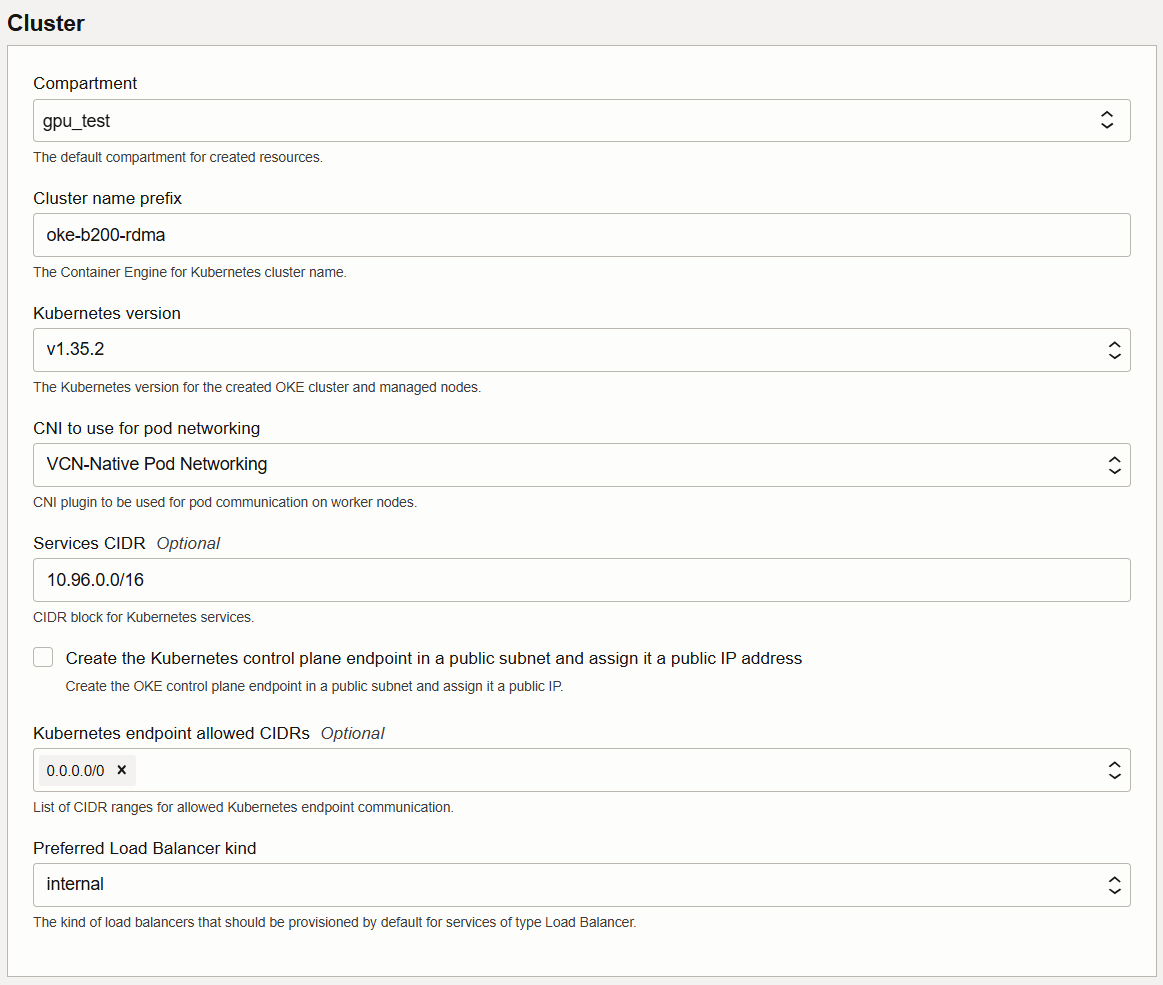 Cluster
Compartment
gpu_test
The default compartment for created resources.
Cluster name prefix
oke-b200-rdma
The Container Engine for Kubernetes cluster name.
Kubernetes version
v1.35.2
The Kubernetes version for the created OKE cluster and managed nodes.
CNI to use for pod networking
VCN-Native Pod Networking
CNI plugin to be used for pod communication on worker nodes.
Services CIDR Optional
10.96.0.0/16
CIDR block for Kubernetes services.
Create the Kubernetes control plane endpoint in a public subnet and assign it a public IP address
Create the OKE control plane endpoint in a public subnet and assign it a public IP.
Kubernetes endpoint allowed CIDRs Optional
0.0.0.0/0
List of CIDR ranges for allowed Kubernetes endpoint communication.
Preferred Load Balancer kind
internal
The kind of load balancers that should be provisioned by default for services of type Load Balancer.